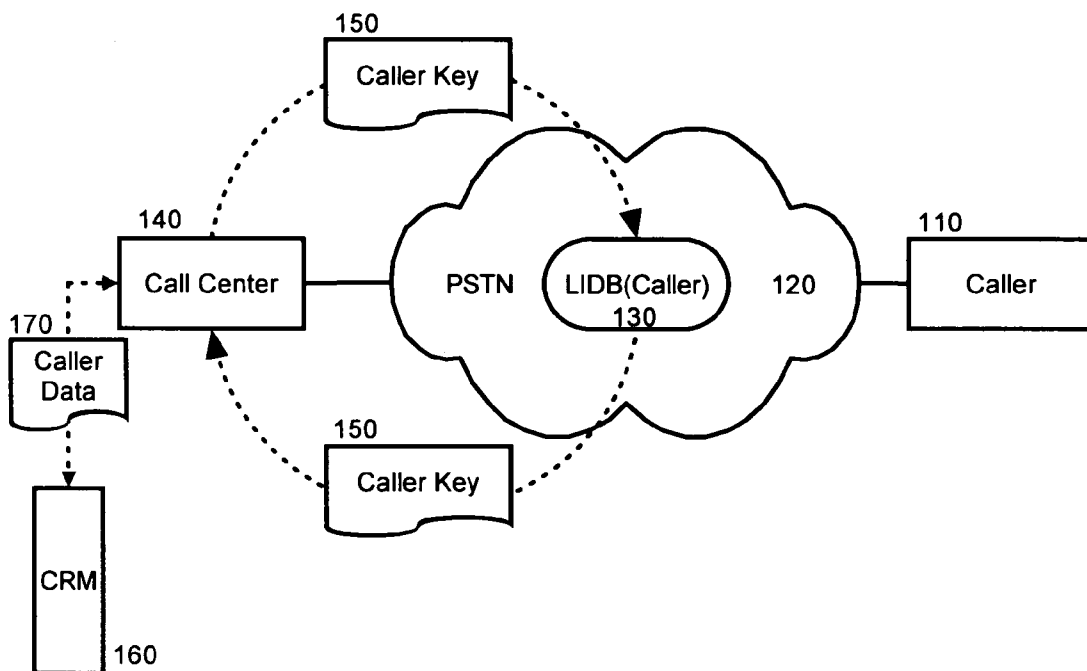 150
Caller Key
140
Call Center
PSTN
LIDB(Caller)
130
120
110
Caller
170
Caller
Data
150
Caller Key
CRM
160